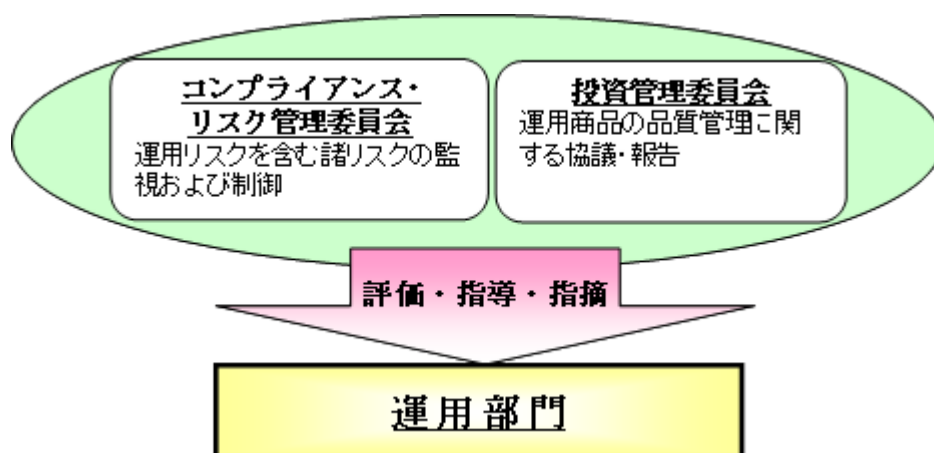 コンプライアンス・
リスク管理委員会
運用リスクを含む諸リスクの監
視および制御
投資管理委員会
運用商品の品質管理に関
する協議・報告
評価・指導・指摘
運用部門